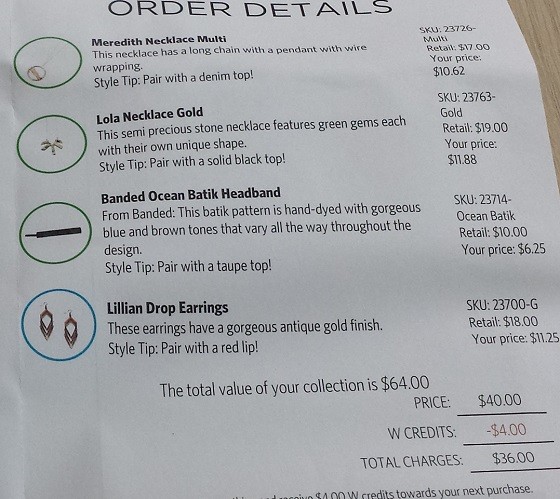 ORDER DETAILS
Meredith Necklace Multi
This necklace has a long chain with a pendant with wire
wrapping.
Style Tip: Pair with a denim top!
SKU: 23726-
Multi
Retail: $17.00
Your price:
$10.62
Lola Necklace Gold
This semi precious stone necklace features green gems each
with their own unique shape.
Style Tip: Pair with a solid black top!
SKU: 23763-
Gold
Retail: $19.00
Your price:
$11.88
Banded Ocean Batik Headband
From Banded: This batik pattern is hand-dyed with gorgeous
blue and brown tones that vary all the way throughout the
design.
Style Tip: Pair with a taupe top!
SKU: 23714-
Ocean Batik
Retail: $10.00
Your price: $6.25
Lillian Drop Earrings
These earrings have a gorgeous antique gold finish.
Style Tip: Pair with a red lip!
SKU: 23700-G
Retail: $18.00
Your price: $11.25
The total value of your collection is $64.00
PRICE: $40.00
W CREDITS: -$4.00
TOTAL CHARGES: $36.00
and receive $4.00 W credits towards your next purchase.